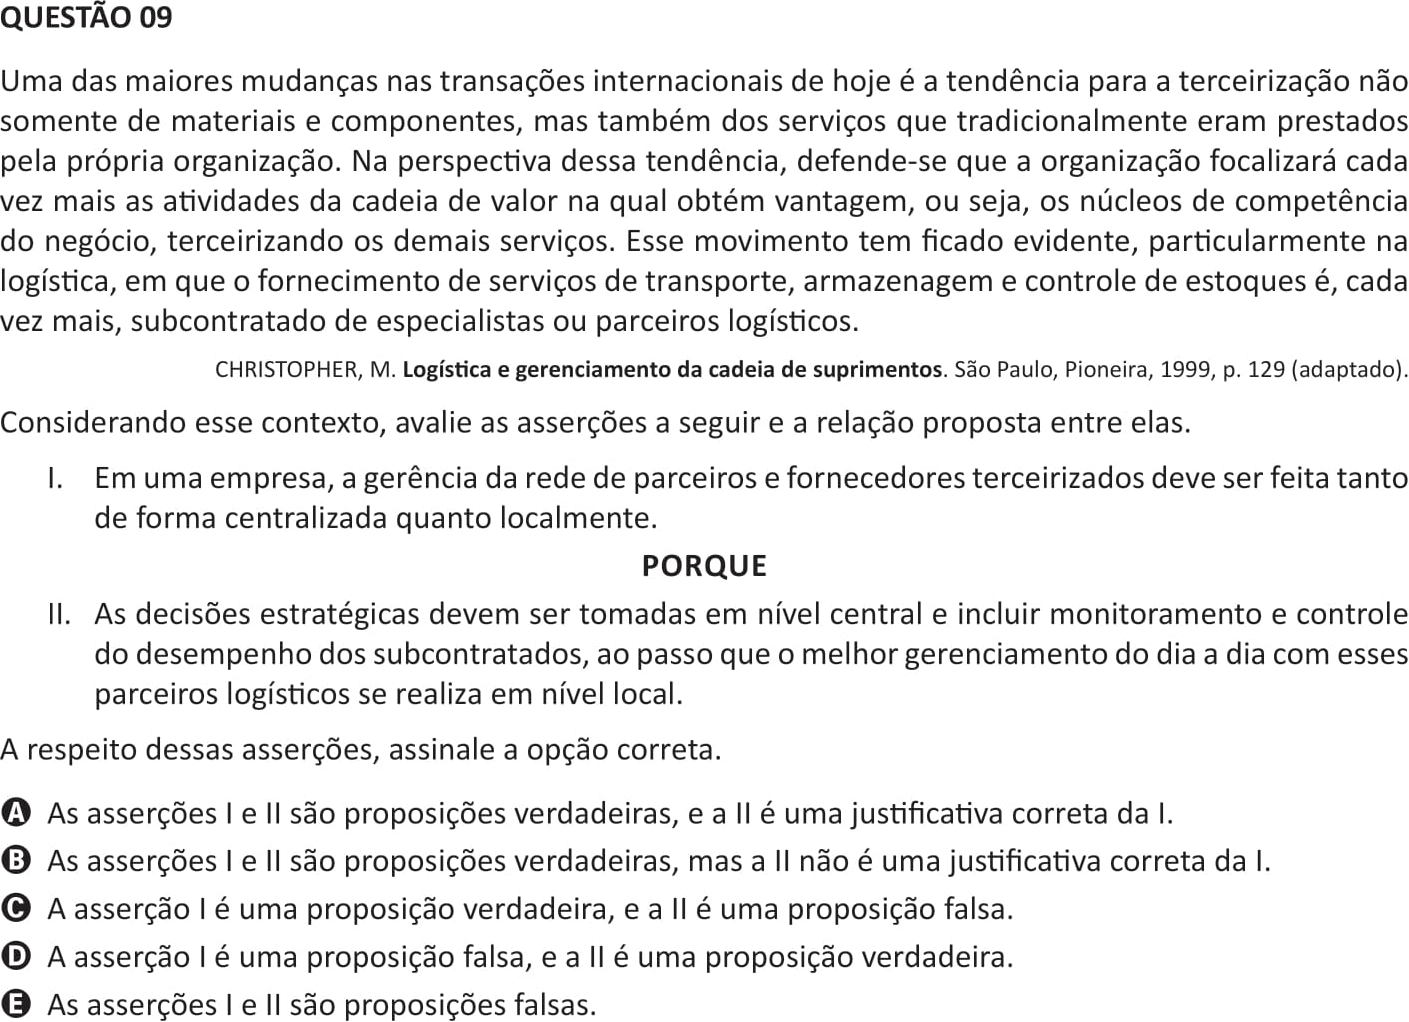 QUESTÃO 09
Uma das maiores mudanças nas transações internacionais de hoje é a tendência para a terceirização não
somente de materiais e componentes, mas também dos serviços que tradicionalmente eram prestados
pela própria organização. Na perspectiva dessa tendência, defende-se que a organização focalizará cada
vez mais as atividades da cadeia de valor na qual obtém vantagem, ou seja, os núcleos de competência
do negócio, terceirizando os demais serviços. Esse movimento tem ficado evidente, particularmente na
logística, em que o fornecimento de serviços de transporte, armazenagem e controle de estoques é, cada
vez mais, subcontratado de especialistas ou parceiros logísticos.
CHRISTOPHER, M. Logística e gerenciamento da cadeia de suprimentos. São Paulo, Pioneira, 1999, p. 129 (adaptado).
Considerando esse contexto, avalie as asserções a seguir e a relação proposta entre elas.
I. Em uma empresa, a gerência da rede de parceiros e fornecedores terceirizados deve ser feita tanto
de forma centralizada quanto localmente.
PORQUE
II. As decisões estratégicas devem ser tomadas em nível central e incluir monitoramento e controle
do desempenho dos subcontratados, ao passo que o melhor gerenciamento do dia a dia com esses
parceiros logísticos se realiza em nível local.
A respeito dessas asserções, assinale a opção correta.
A As asserções I e II são proposições verdadeiras, e a II é uma justificativa correta da I.
B As asserções I e II são proposições verdadeiras, mas a II não é uma justificativa correta da I.
C A asserção I é uma proposição verdadeira, e a II é uma proposição falsa.
D A asserção I é uma proposição falsa, e a II é uma proposição verdadeira.
E As asserções I e II são proposições falsas.